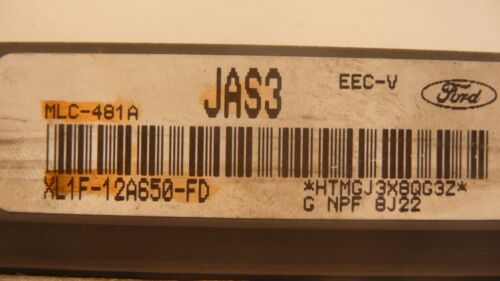 JAS3
EEC-V
Ford
MLC-481A
XL1F-12A650-FD
*HTMGJ3X8QG3Z*
G NPF 8J22